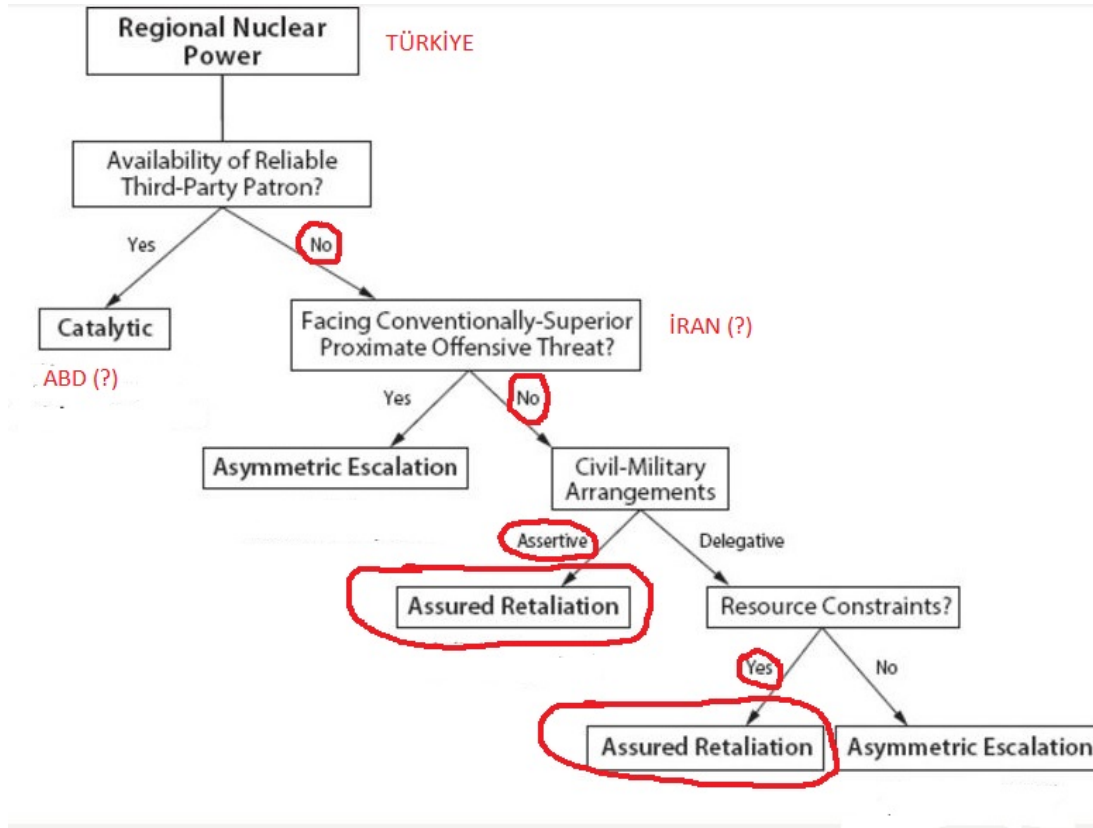 Regional Nuclear
Power
TÜRKİYE
Availability of Reliable
Third-Party Patron?
Yes
No
Catalytic
ABD (?)
Facing Conventionally-Superior
Proximate Offensive Threat?
İRAN (?)
Yes
No
Asymmetric Escalation
Civil-Military
Arrangements
Assertive
Delegative
Assured Retaliation
Resource Constraints?
Yes
No
Assured Retaliation
Asymmetric Escalation